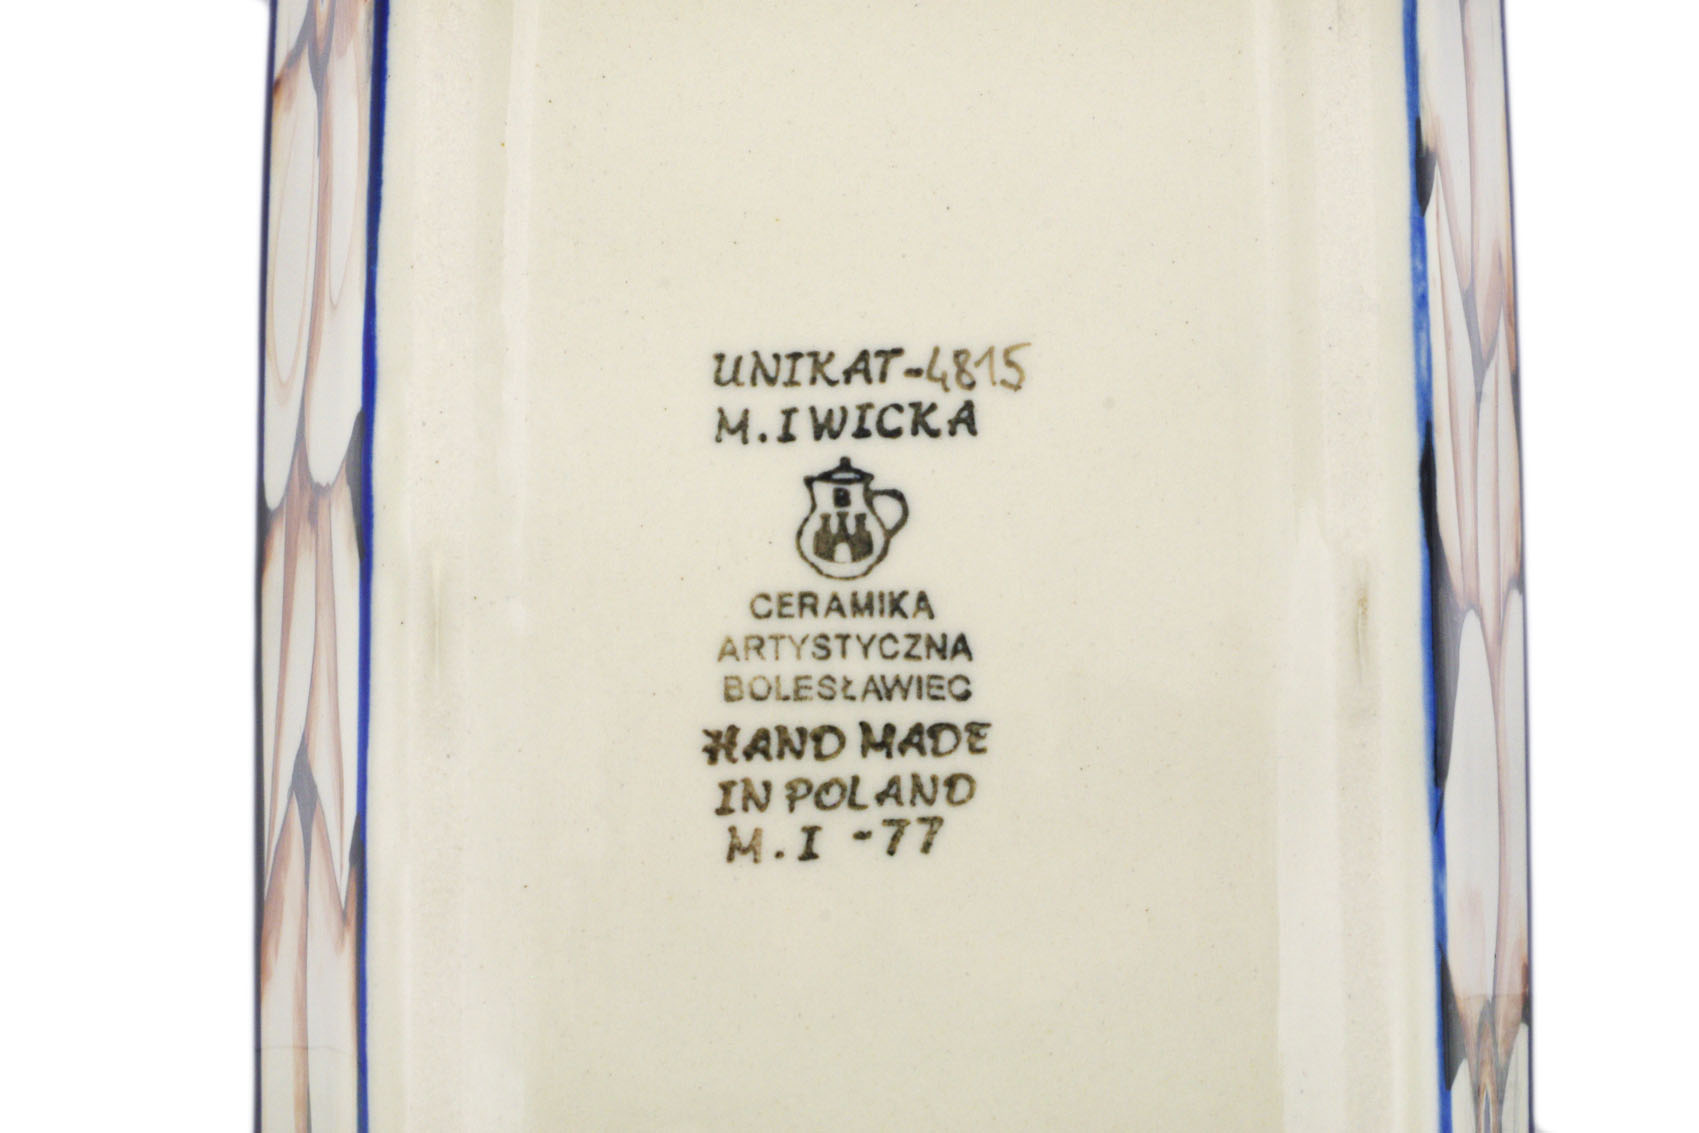 UNIKAT-4815
M.IWICKA
B
CERAMIKA
ARTYSTYCZNA
BOLESŁAWIEC
HAND MADE
IN POLAND
M.I -77